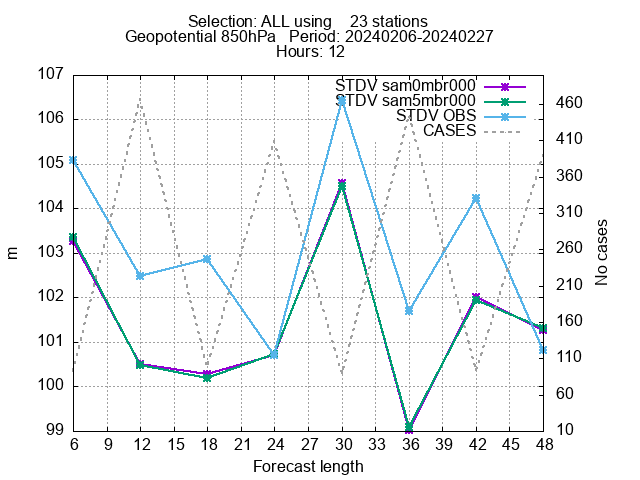 Selection: ALL using    23 stations
Geopotential 850hPa   Period: 20240206-20240227
Hours: 12
STDV sam0mbr000
STDV sam5mbr000
STDV OBS
CASES
107
106
105
104
103
102
101
100
99
m
460
410
360
310
260
210
160
110
60
10
No cases
6 9 12 15 18 21 24 27 30 33 36 39 42 45 48
Forecast length